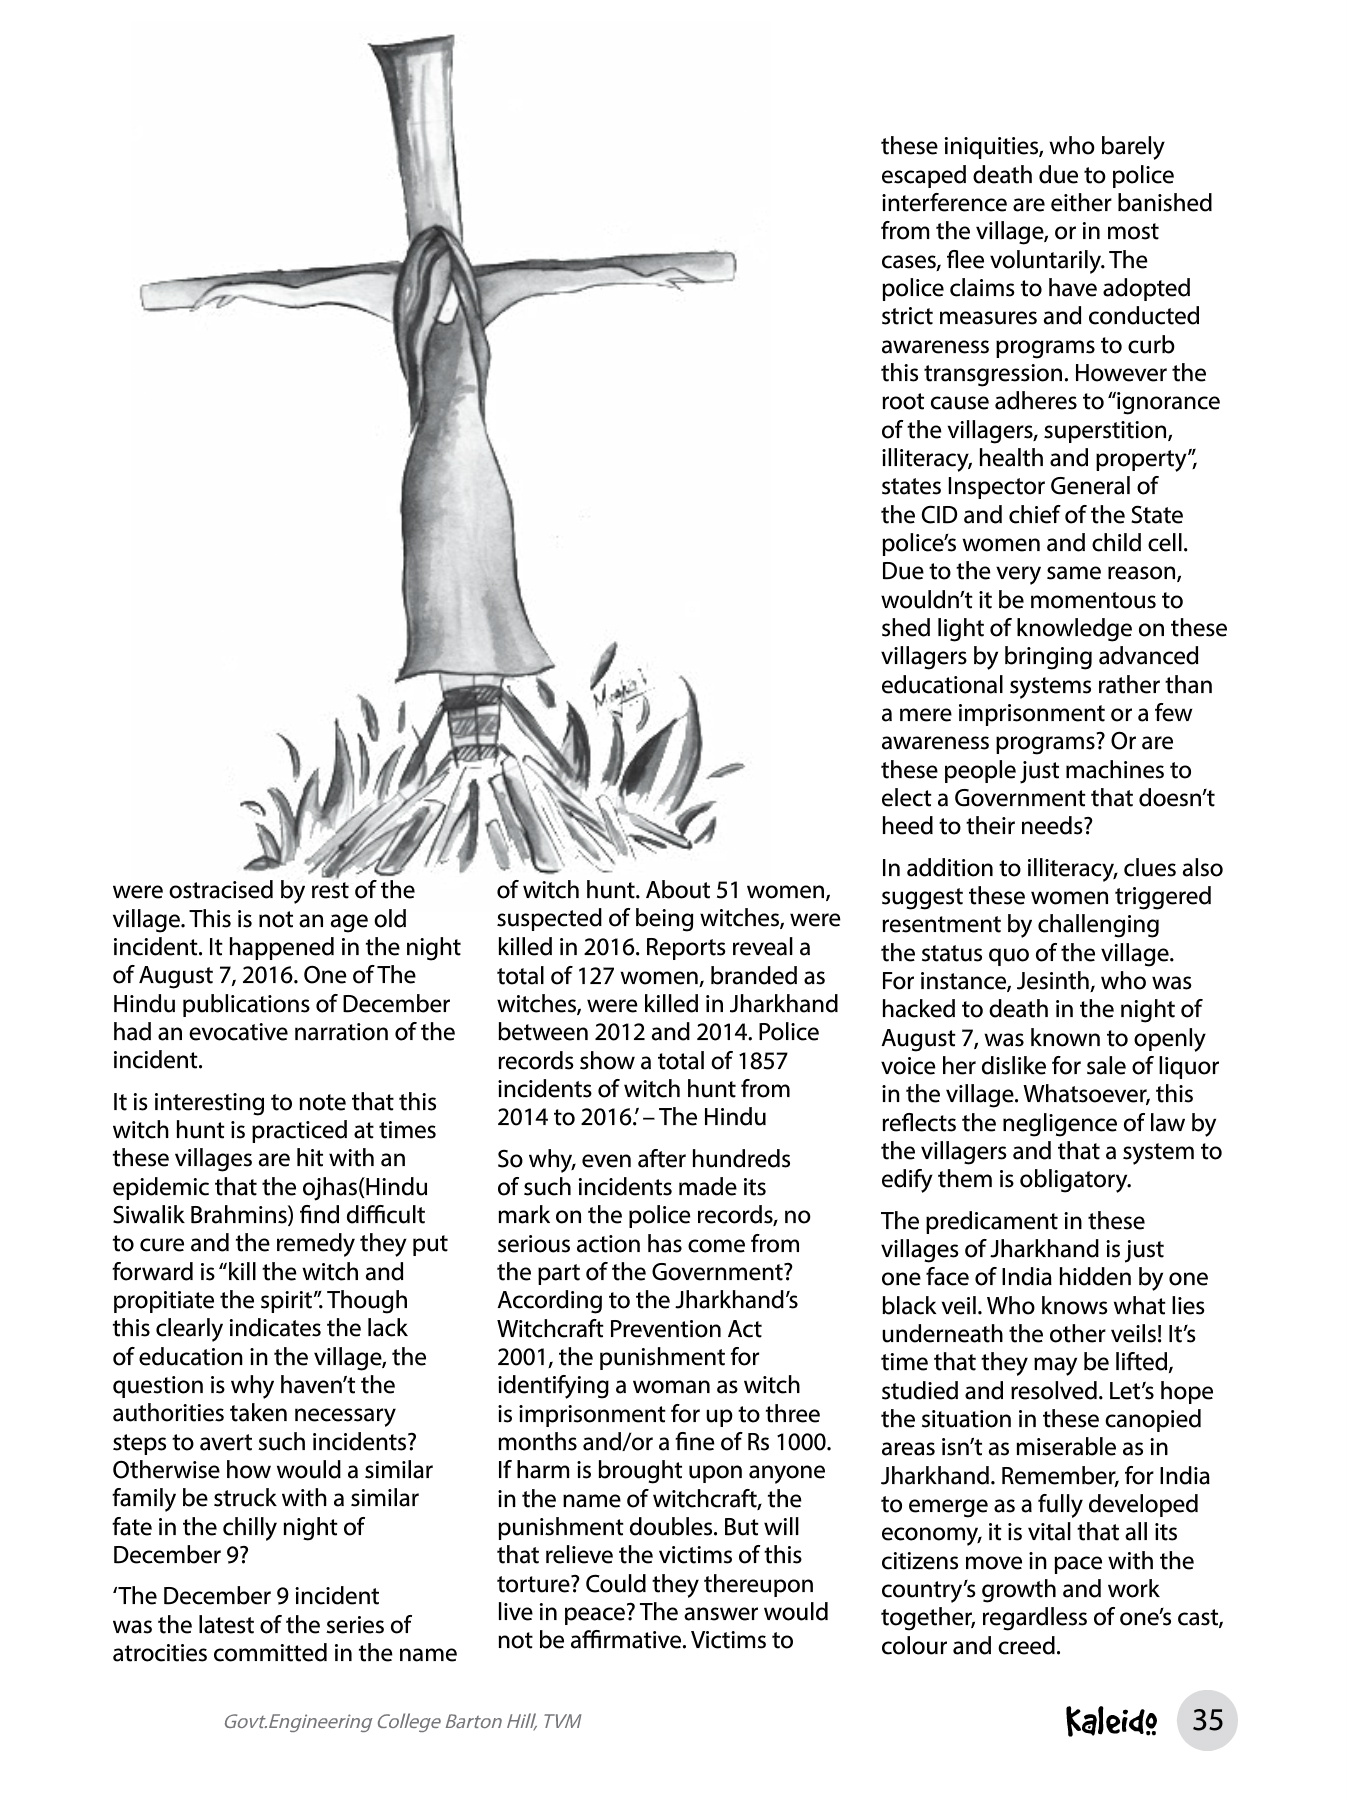 were ostracised by rest of the
village. This is not an age old
incident. It happened in the night
of August 7, 2016. One of The
Hindu publications of December
had an evocative narration of the
incident.
It is interesting to note that this
witch hunt is practiced at times
these villages are hit with an
epidemic that the ojhas(Hindu
Siwalik Brahmins) find difficult
to cure and the remedy they put
forward is “kill the witch and
propitiate the spirit”. Though
this clearly indicates the lack
of education in the village, the
question is why haven’t the
authorities taken necessary
steps to avert such incidents?
Otherwise how would a similar
family be struck with a similar
fate in the chilly night of
December 9?
‘The December 9 incident
was the latest of the series of
atrocities committed in the name
of witch hunt. About 51 women,
suspected of being witches, were
killed in 2016. Reports reveal a
total of 127 women, branded as
witches, were killed in Jharkhand
between 2012 and 2014. Police
records show a total of 1857
incidents of witch hunt from
2014 to 2016.’ – The Hindu
So why, even after hundreds
of such incidents made its
mark on the police records, no
serious action has come from
the part of the Government?
According to the Jharkhand’s
Witchcraft Prevention Act
2001, the punishment for
identifying a woman as witch
is imprisonment for up to three
months and/or a fine of Rs 1000.
If harm is brought upon anyone
in the name of witchcraft, the
punishment doubles. But will
that relieve the victims of this
torture? Could they thereupon
live in peace? The answer would
not be affirmative. Victims to
these iniquities, who barely
escaped death due to police
interference are either banished
from the village, or in most
cases, flee voluntarily. The
police claims to have adopted
strict measures and conducted
awareness programs to curb
this transgression. However the
root cause adheres to “ignorance
of the villagers, superstition,
illiteracy, health and property”,
states Inspector General of
the CID and chief of the State
police’s women and child cell.
Due to the very same reason,
wouldn’t it be momentous to
shed light of knowledge on these
villagers by bringing advanced
educational systems rather than
a mere imprisonment or a few
awareness programs? Or are
these people just machines to
elect a Government that doesn’t
heed to their needs?
In addition to illiteracy, clues also
suggest these women triggered
resentment by challenging
the status quo of the village.
For instance, Jesinth, who was
hacked to death in the night of
August 7, was known to openly
voice her dislike for sale of liquor
in the village. Whatsoever, this
reflects the negligence of law by
the villagers and that a system to
edify them is obligatory.
The predicament in these
villages of Jharkhand is just
one face of India hidden by one
black veil. Who knows what lies
underneath the other veils! It’s
time that they may be lifted,
studied and resolved. Let’s hope
the situation in these canopied
areas isn’t as miserable as in
Jharkhand. Remember, for India
to emerge as a fully developed
economy, it is vital that all its
citizens move in pace with the
country’s growth and work
together, regardless of one’s cast,
colour and creed.
Govt.Engineering College Barton Hill, TVM
Kaleido 35